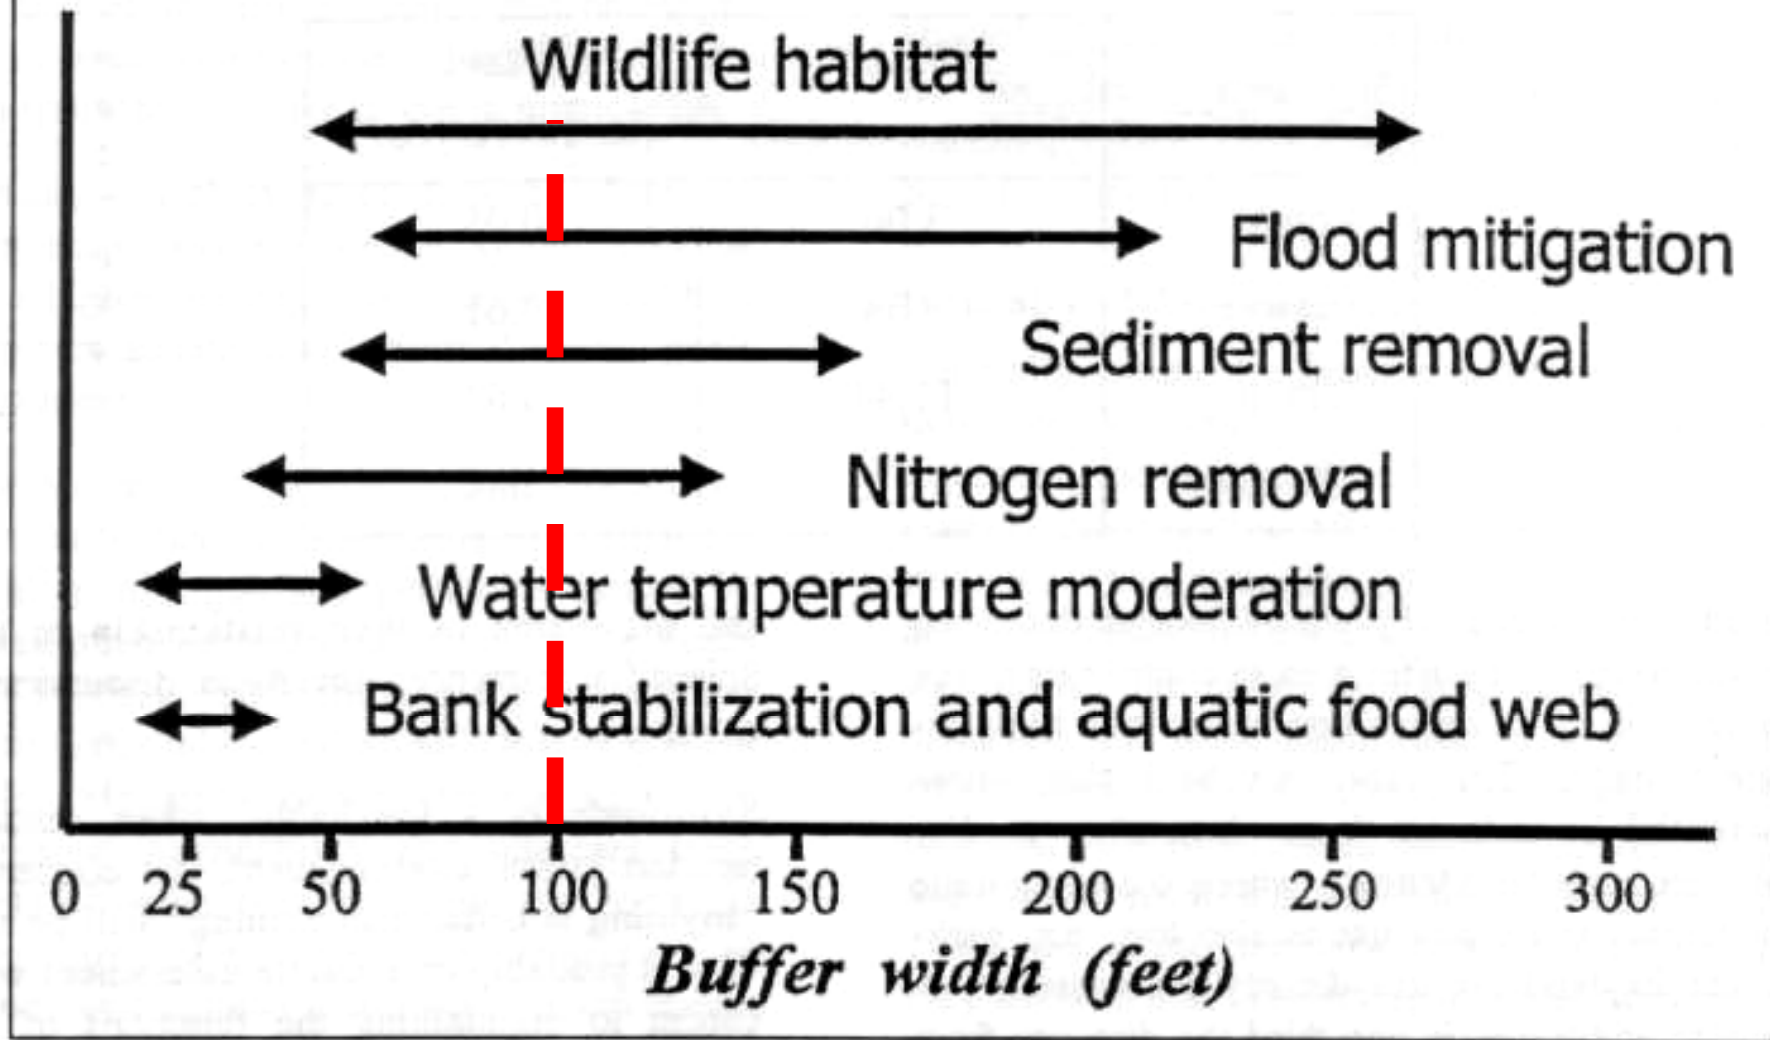 Wildlife habitat
Flood mitigation
Sediment removal
Nitrogen removal
Water temperature moderation
Bank stabilization and aquatic food web
0 25 50 100 150 200 250 300
Buffer width (feet)